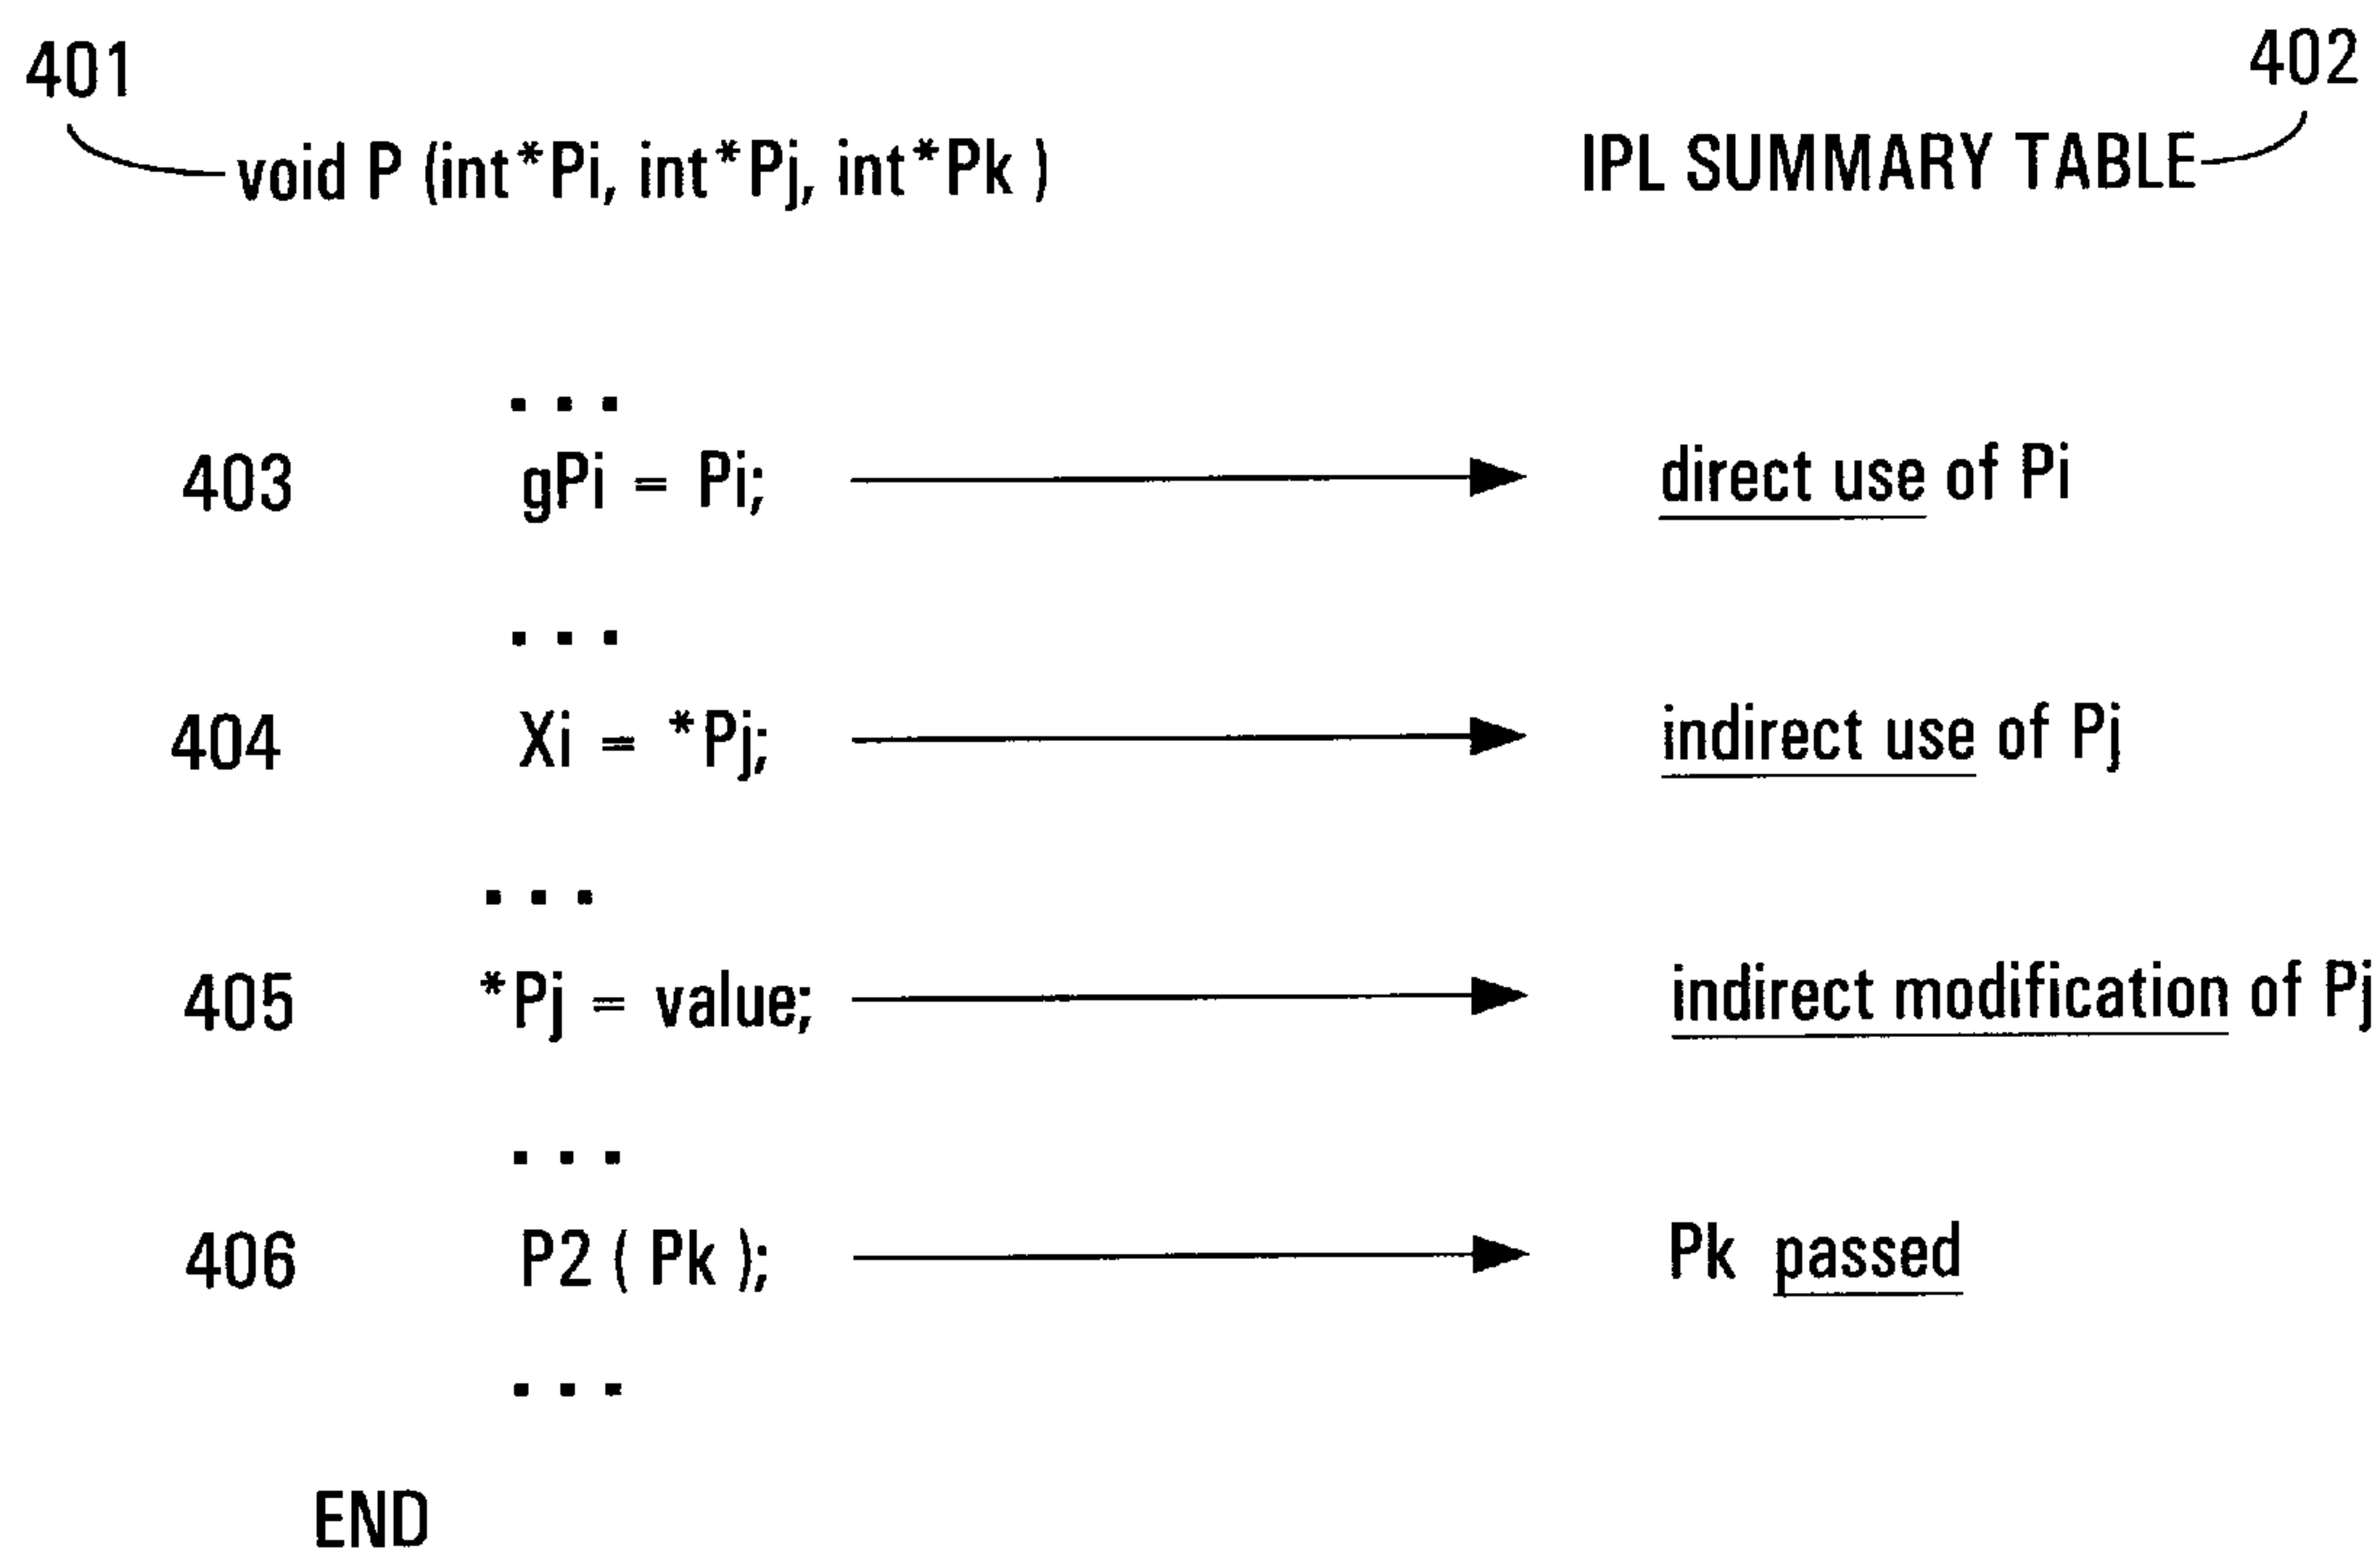 401 402
void P (int*Pi, int*Pj, int*Pk ) IPL SUMMARY TABLE
...
403 gPi = Pi; direct use of Pi
...
404 Xi = *Pj; indirect use of Pj
...
405 *Pj = value; indirect modification of Pj
...
406 P2 ( Pk ); Pk passed
...
END